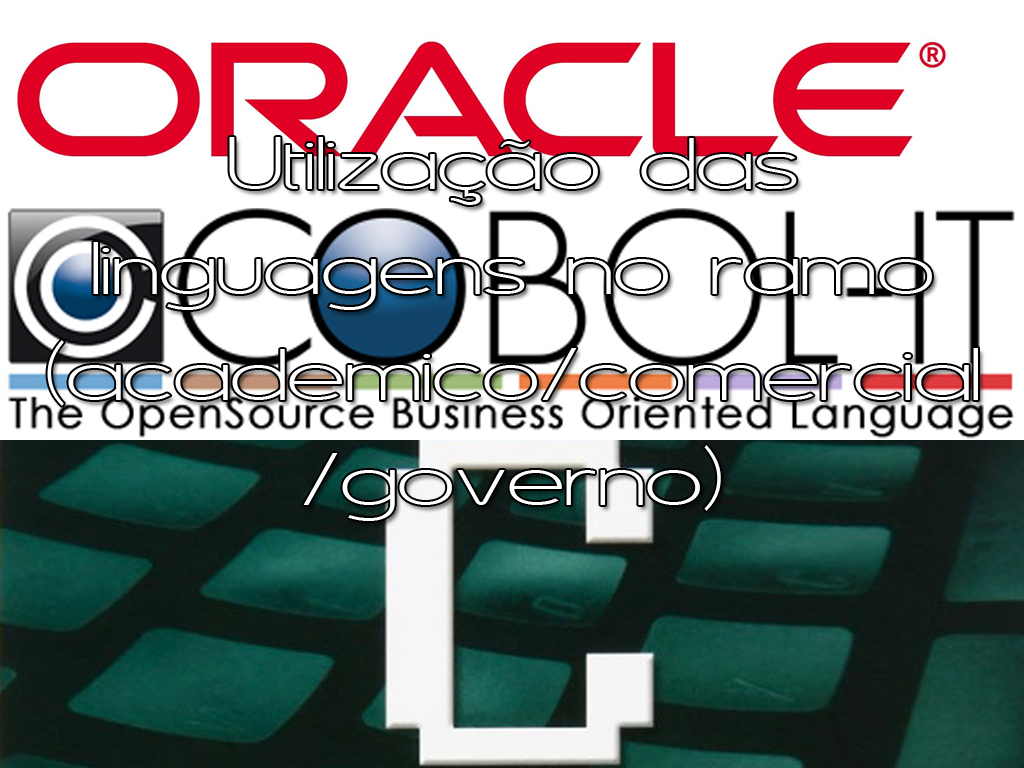 ORACLE®
Utilização das
COBOL-IT
linguagens no ramo
(academico/comercial
The OpenSource Business Oriented Language
/governo)
C